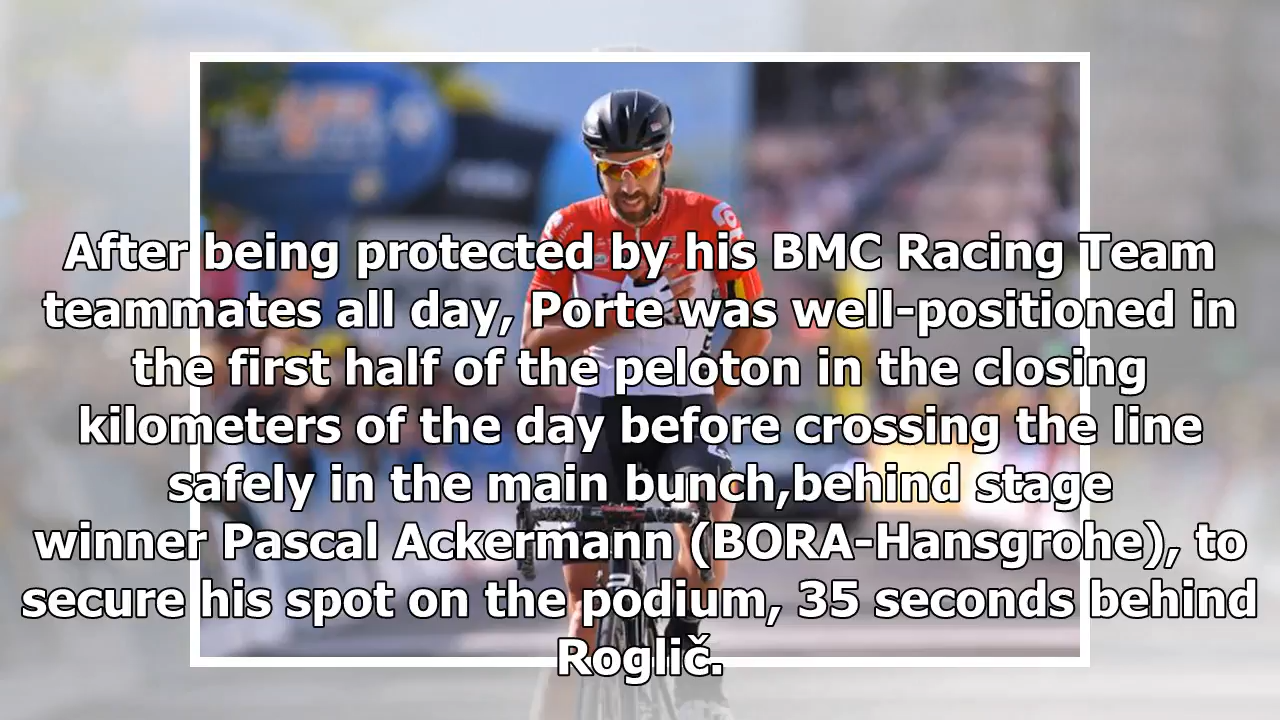 After being protected by his BMC Racing Team
teammates all day, Porte was well-positioned in
the first half of the peloton in the closing
kilometers of the day before crossing the line
safely in the main bunch,behind stage
winner Pascal Ackermann (BORA-Hansgrohe), to
secure his spot on the podium, 35 seconds behind
Roglič.